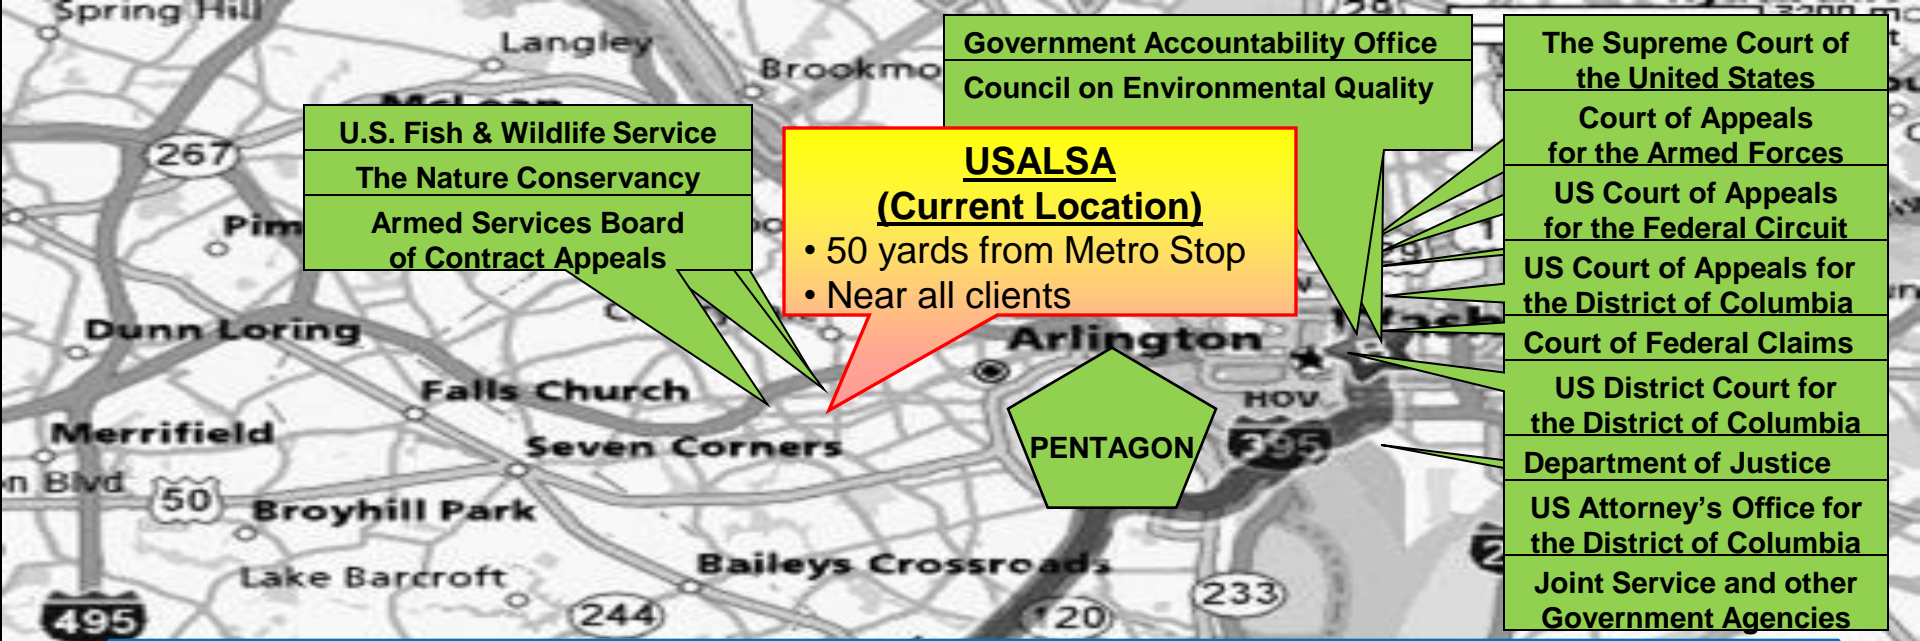 Spring Hill
Langley
McLean
267
Dunn Loring
Falls Church
Merrifield
Seven Corners
50
Broyhill Park
Lake Barcroft
Baileys Crossroads
244
120
233
495
395
HOV
Arlington
U.S. Fish & Wildlife Service
The Nature Conservancy
Armed Services Board
of Contract Appeals
USALSA
(Current Location)
• 50 yards from Metro Stop
• Near all clients
PENTAGON
Government Accountability Office
Council on Environmental Quality
The Supreme Court of
the United States
Court of Appeals
for the Armed Forces
US Court of Appeals
for the Federal Circuit
US Court of Appeals for
the District of Columbia
Court of Federal Claims
US District Court for
the District of Columbia
Department of Justice
US Attorney’s Office for
the District of Columbia
Joint Service and other
Government Agencies